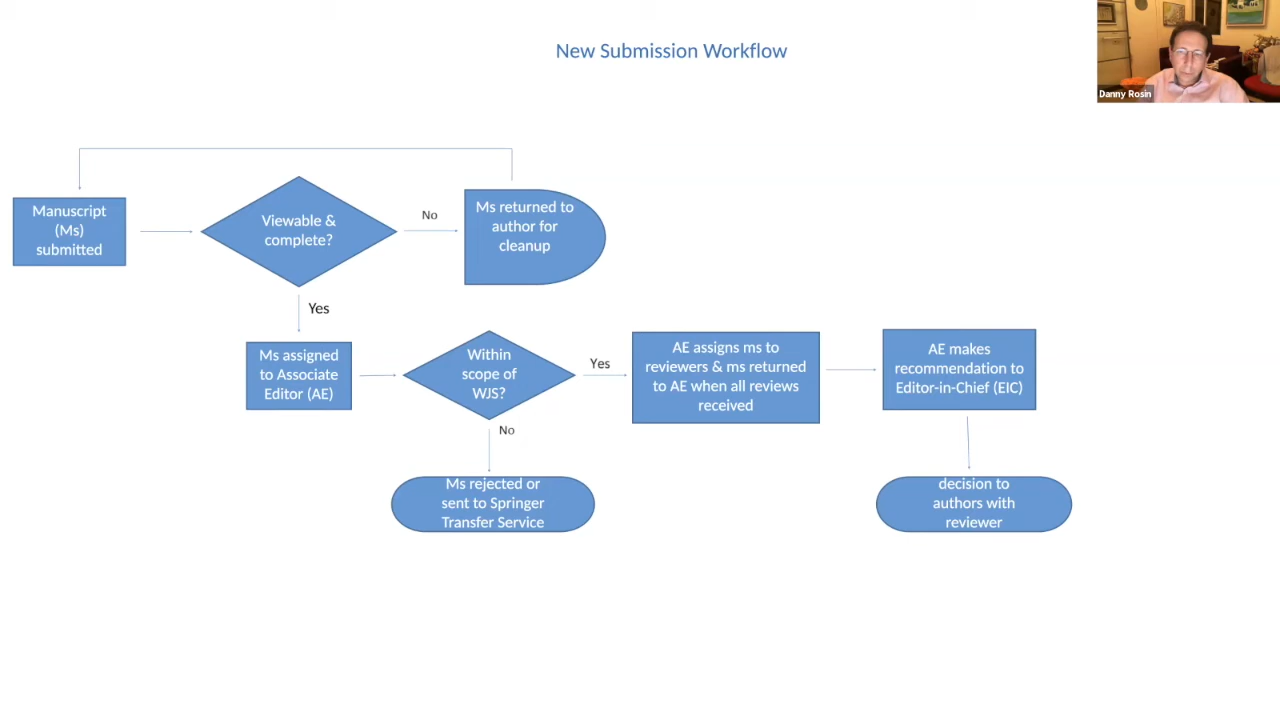 New Submission Workflow
Danny Rosin
Manuscript
(Ms)
submitted
Viewable &
complete?
No
Ms returned to
author for
cleanup
Yes
Ms assigned
to Associate
Editor (AE)
Within
scope of
WJS?
Yes
AE assigns ms to
reviewers & ms returned
to AE when all reviews
received
AE makes
recommendation to
Editor-in-Chief (EIC)
No
Ms rejected or
sent to Springer
Transfer Service
decision to
authors with
reviewer